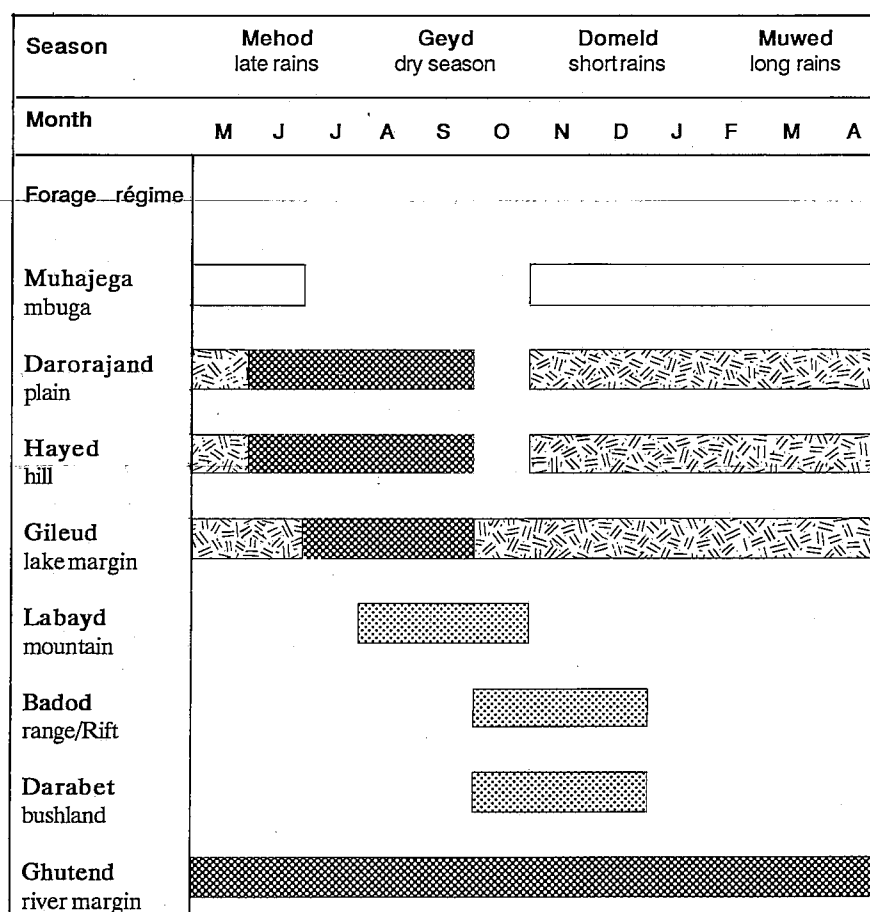 Season Mehod Geyd Domeld Muwed
late rains dry season short rains long rains
Month M J J A S O N D J F M A
Forage régime
Muhajega
mbuga
Darorajand
plain
Hayed
hill
Gileud
lake margin
Labayd
mountain
Badod
range/Rift
Darabet
bushland
Ghutend
river margin